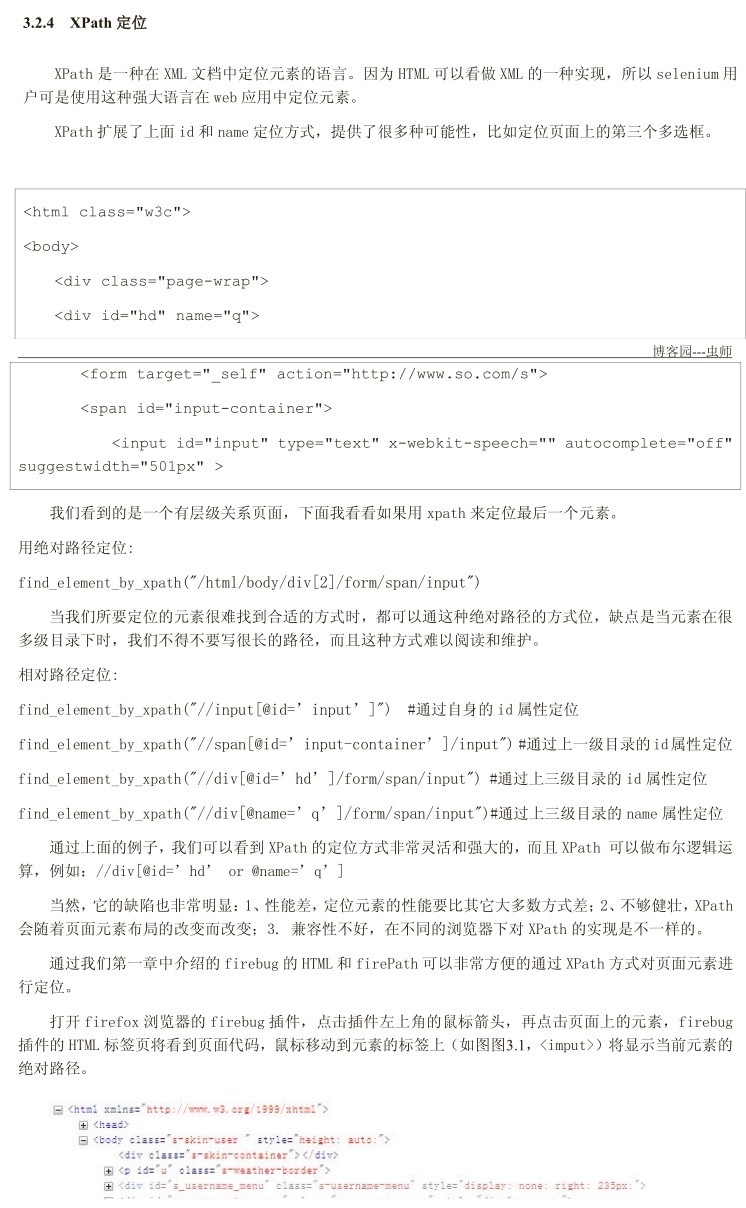 3.2.4 XPath 定位
XPath 是一种在 XML 文档中定位元素的语言。因为 HTML 可以看做 XML 的一种实现，所以 selenium 用
户可是使用这种强大语言在 web 应用中定位元素。
XPath 扩展了上面 id 和 name 定位方式，提供了很多种可能性，比如定位页面上的第三个多选框。
<html class="w3c">
<body>
<div class="page-wrap">
<div id="hd" name="q">
博客园---虫师
<form target="_self" action="http://www.so.com/s">
<span id="input-container">
<input id="input" type="text" x-webkit-speech="" autocomplete="off"
suggestwidth="501px" >
我们看到的是一个有层级关系页面，下面我看看如果用 xpath 来定位最后一个元素。
用绝对路径定位:
find_element_by_xpath("/html/body/div[2]/form/span/input")
当我们所要定位的元素很难找到合适的方式时，都可以通这种绝对路径的方式位，缺点是当元素在很
多级目录下时，我们不得不要写很长的路径，而且这种方式难以阅读和维护。
相对路径定位:
find_element_by_xpath("//input[@id=’input’]") #通过自身的 id 属性定位
find_element_by_xpath("//span[@id=’input-container’]/input") #通过上一级目录的 id 属性定位
find_element_by_xpath("//div[@id=’hd’]/form/span/input") #通过上三级目录的 id 属性定位
find_element_by_xpath("//div[@name=’q’]/form/span/input")#通过上三级目录的 name 属性定位
通过上面的例子，我们可以看到 XPath 的定位方式非常灵活和强大的，而且 XPath 可以做布尔逻辑运
算，例如：//div[@id=’hd’ or @name=’q’]
当然，它的缺陷也非常明显：1、性能差，定位元素的性能要比其它大多数方式差；2、不够健壮，XPath
会随着页面元素布局的改变而改变；3. 兼容性不好，在不同的浏览器下对 XPath 的实现是不一样的。
通过我们第一章中介绍的 firebug 的 HTML 和 firePath 可以非常方便的通过 XPath 方式对页面元素进
行定位。
打开 firefox 浏览器的 firebug 插件，点击插件左上角的鼠标箭头，再点击页面上的元素，firebug
插件的 HTML 标签页将看到页面代码，鼠标移动到元素的标签上（如图图3.1，<imput>）将显示当前元素的
绝对路径。
<html xmlns="http://www.w3.org/1999/xhtml">
<head>
<body class="s-skin-user " style="height: auto;">
<div class="s-skin-container"></div>
<p id="u" class="s-weather-border">
<div id="s_username_menu" class="s-username-menu" style="display: none; right: 235px;">